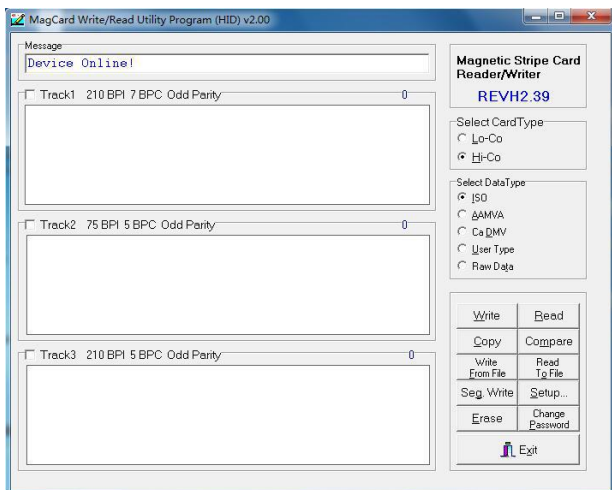 MagCard Write/Read Utility Program (HID) v2.00
Message
Device Online!
Track1 210 BPI 7 BPC Odd Parity 0
Track2 75 BPI 5 BPC Odd Parity 0
Track3 210 BPI 5 BPC Odd Parity 0
Magnetic Stripe Card
Reader/Writer
REVH2.39
Select CardType
Lo-Co
Hi-Co
Select DataType
ISO
AAMVA
Ca DMV
User Type
Raw Data
Write Read
Copy Compare
Write Read
From File To File
Seg. Write Setup...
Erase Change
Password
Exit